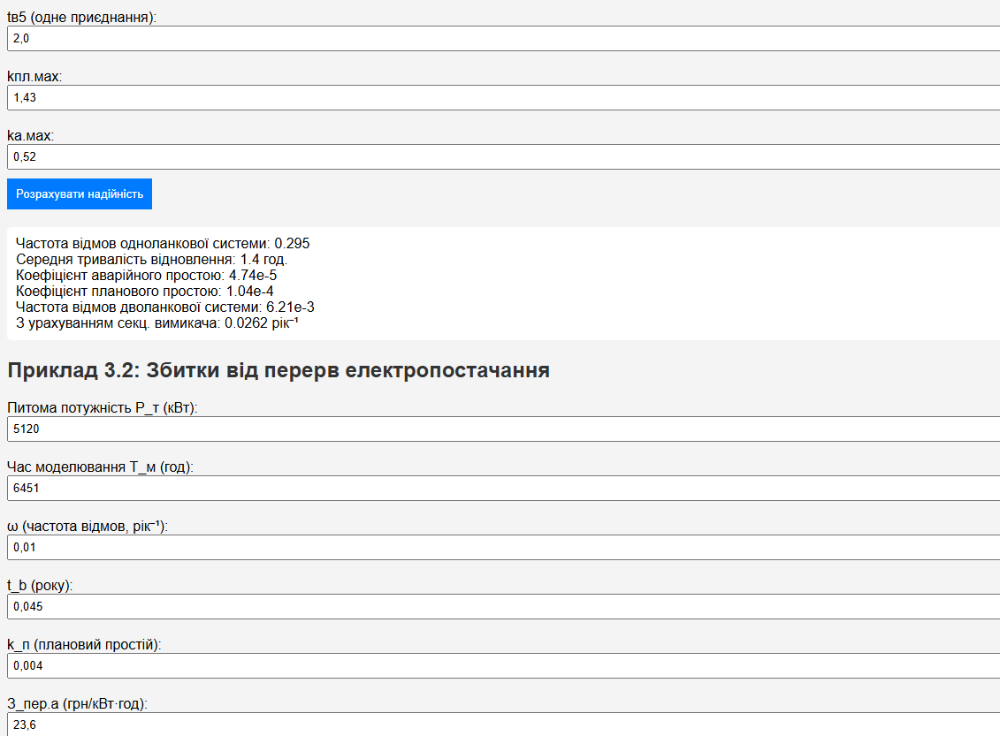 tв5 (одне приєднання):
2,0
kпл.мах:
1,43
kа.мах:
0,52
Розрахувати надійність
Частота відмов одноланкової системи: 0.295
Середня тривалість відновлення: 1.4 год.
Коефіцієнт аварійного простою: 4.74e-5
Коефіцієнт планового простою: 1.04e-4
Частота відмов дволанкової системи: 6.21e-3
З урахуванням секц. вимикача: 0.0262 рік⁻¹
Приклад 3.2: Збитки від перерв електропостачання
Питома потужність P_т (кВт):
5120
Час моделювання T_м (год):
6451
ω (частота відмов, рік⁻¹):
0,01
t_b (року):
0,045
k_п (плановий простій):
0,004
З_пер.а (грн/кВт·год):
23,6